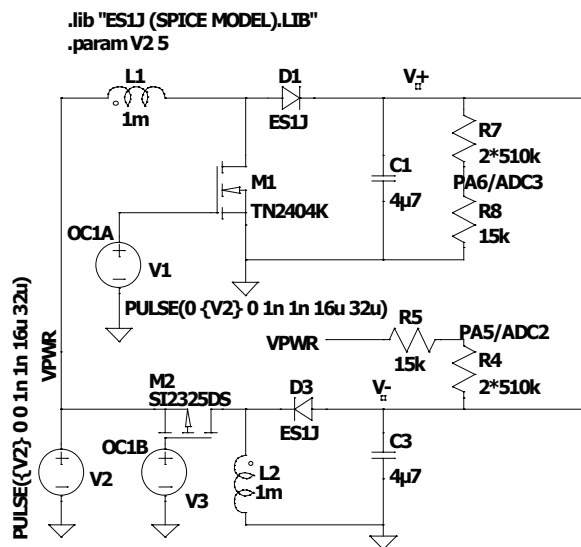 .lib "ES1J (SPICE MODEL).LIB"
.param V2 5
L1
1m
D1
ES1J
V+
R7
2*510k
C1
4µ7
PA6/ADC3
R8
15k
M1
TN2404K
OC1A
V1
PULSE(0 {V2} 0 1n 1n 16u 32u)
VPWR
R5
15k
PA5/ADC2
R4
2*510k
VPWR
M2
SI2325DS
D3
ES1J
V-
OC1B
V3
L2
1m
C3
4µ7
V2
PULSE({V2} 0 0 1n 1n 16u 32u)